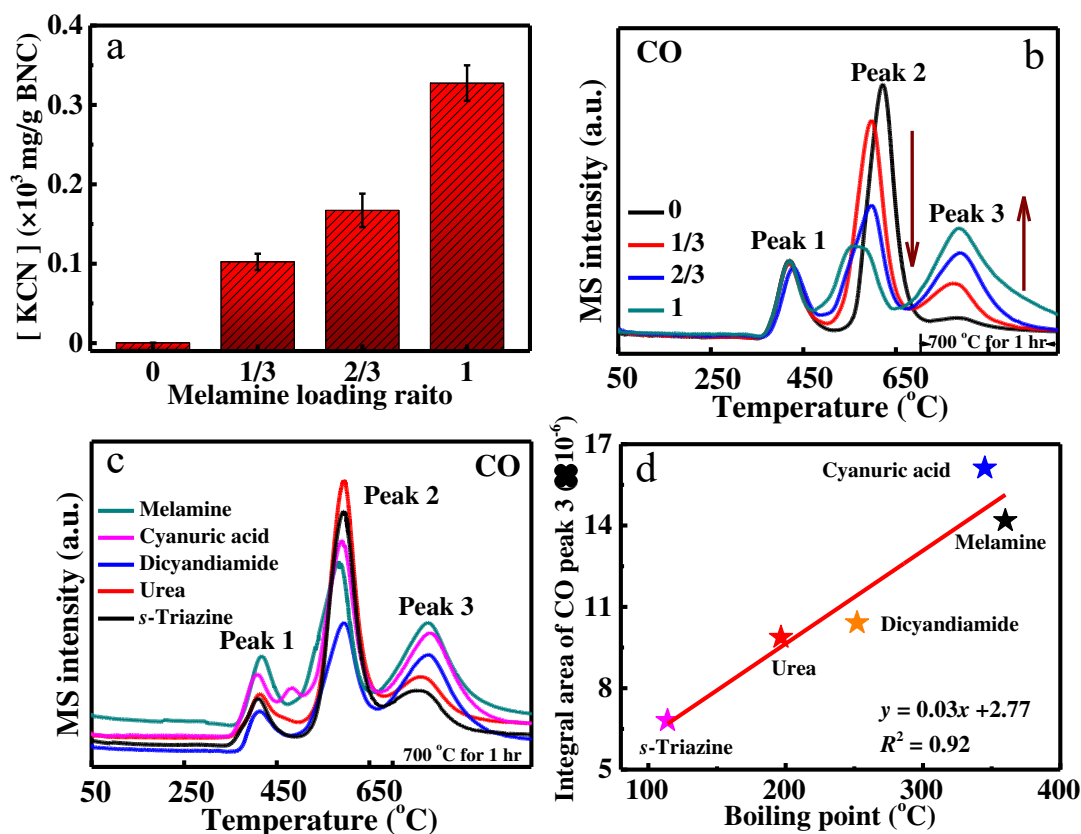 a
[ KCN ] (×10³ mg/g BNC)
0.4
0.3
0.2
0.1
0
0 1/3 2/3 1
Melamine loading raito
b
CO
MS intensity (a.u.)
Peak 1
Peak 2
Peak 3
0
1/3
2/3
1
700 °C for 1 hr
50 250 450 650
Temperature (°C)
c
CO
MS intensity (a.u.)
Melamine
Cyanuric acid
Dicyandiamide
Urea
s-Triazine
Peak 1
Peak 2
Peak 3
700 °C for 1 hr
50 250 450 650
Temperature (°C)
d
Integral area of CO peak 3 ( 10⁻⁶)
17
14
11
8
5
Cyanuric acid
Melamine
Dicyandiamide
Urea
s-Triazine
y = 0.03x +2.77
R² = 0.92
100 200 300 400
Boiling point (°C)